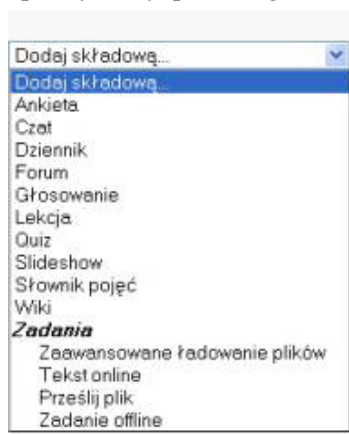 Dodaj składową...
Dodaj składową...
Ankieta
Czat
Dziennik
Forum
Głosowanie
Lekcja
Quiz
Slideshow
Słownik pojęć
Wiki
Zadania
Zaawansowane ładowanie plików
Tekst online
Prześlij plik
Zadanie offline